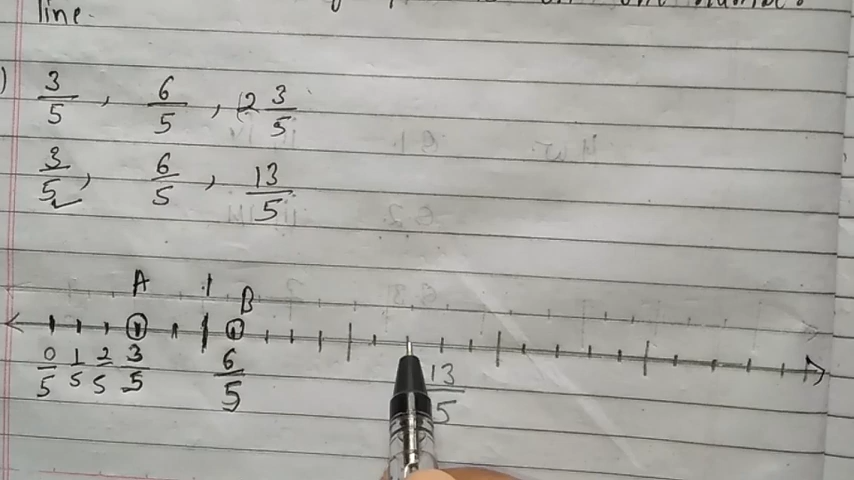 line.
) 3/5, 6/5, 2 3/5
3/5, 6/5, 13/5
A 1 B
0/5 1/5 2/5 3/5 6/5 13/5